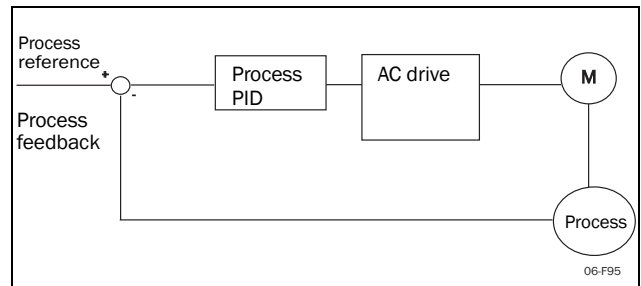 Process
reference
+
-
Process
feedback
Process
PID
AC drive
M
Process
06-F95